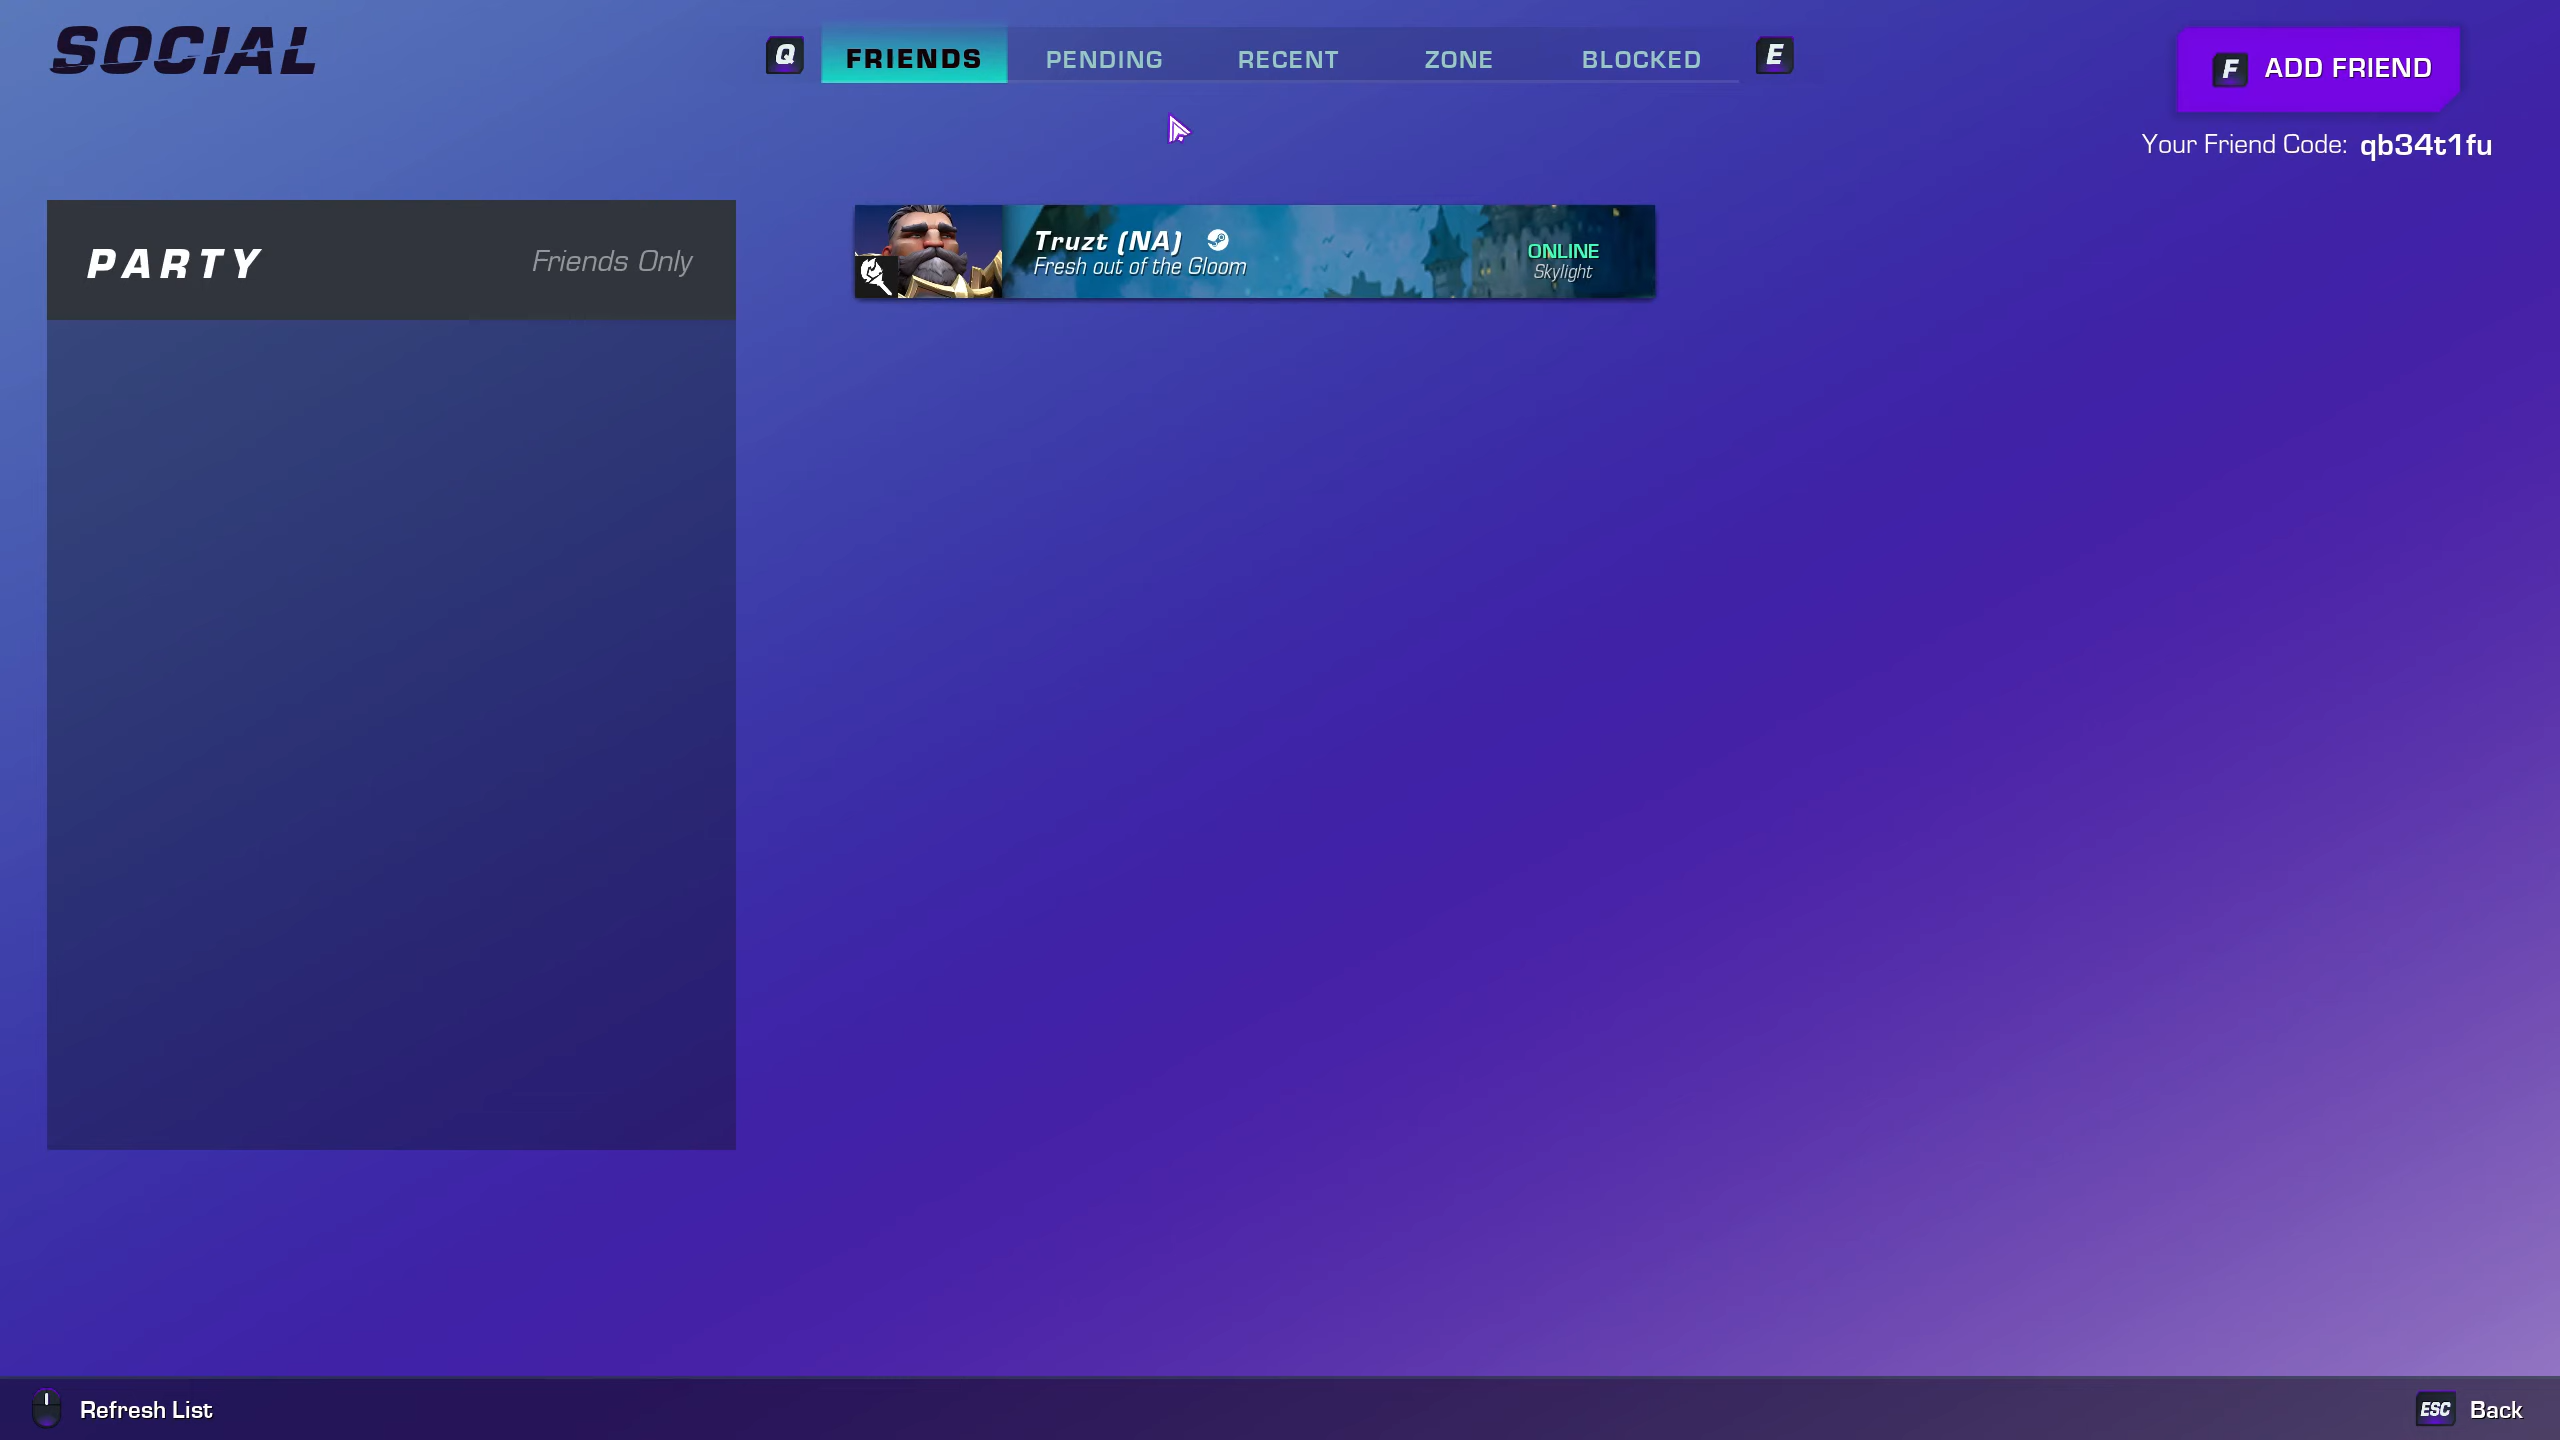 SOCIAL
Q
FRIENDS
PENDING
RECENT
ZONE
BLOCKED
E
F ADD FRIEND
Your Friend Code: qb34t1fu
PARTY
Friends Only
Truzt (NA)
Fresh out of the Gloom
ONLINE
Skylight
Refresh List
ESC Back